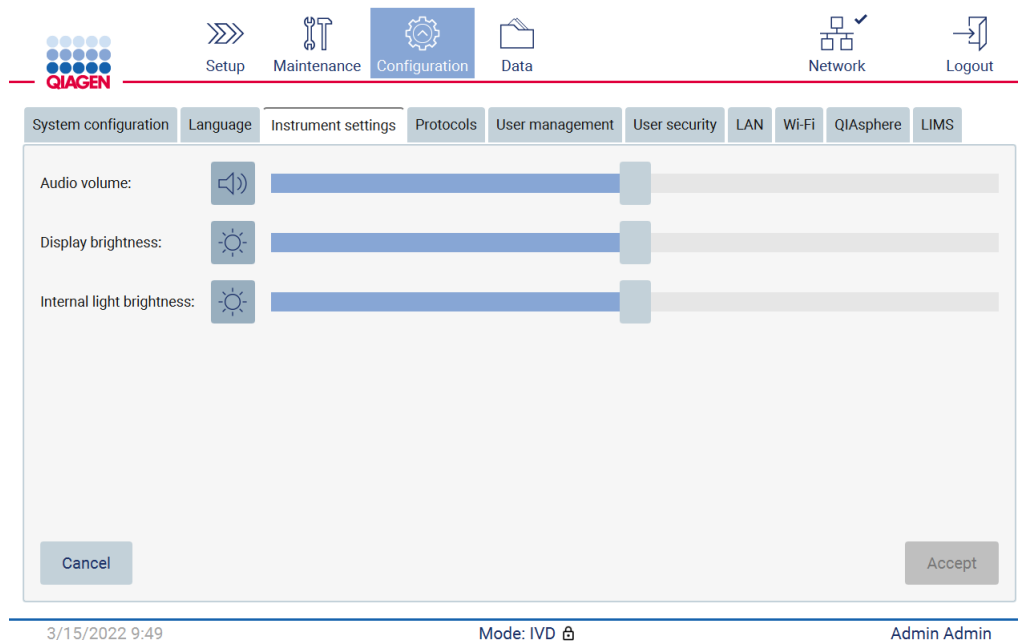 QIAGEN
Setup
Maintenance
Configuration
Data
Network
Logout
System configuration
Language
Instrument settings
Protocols
User management
User security
LAN
Wi-Fi
QIAsphere
LIMS
Audio volume:
Display brightness:
Internal light brightness:
Cancel
Accept
3/15/2022 9:49
Mode: IVD
Admin Admin